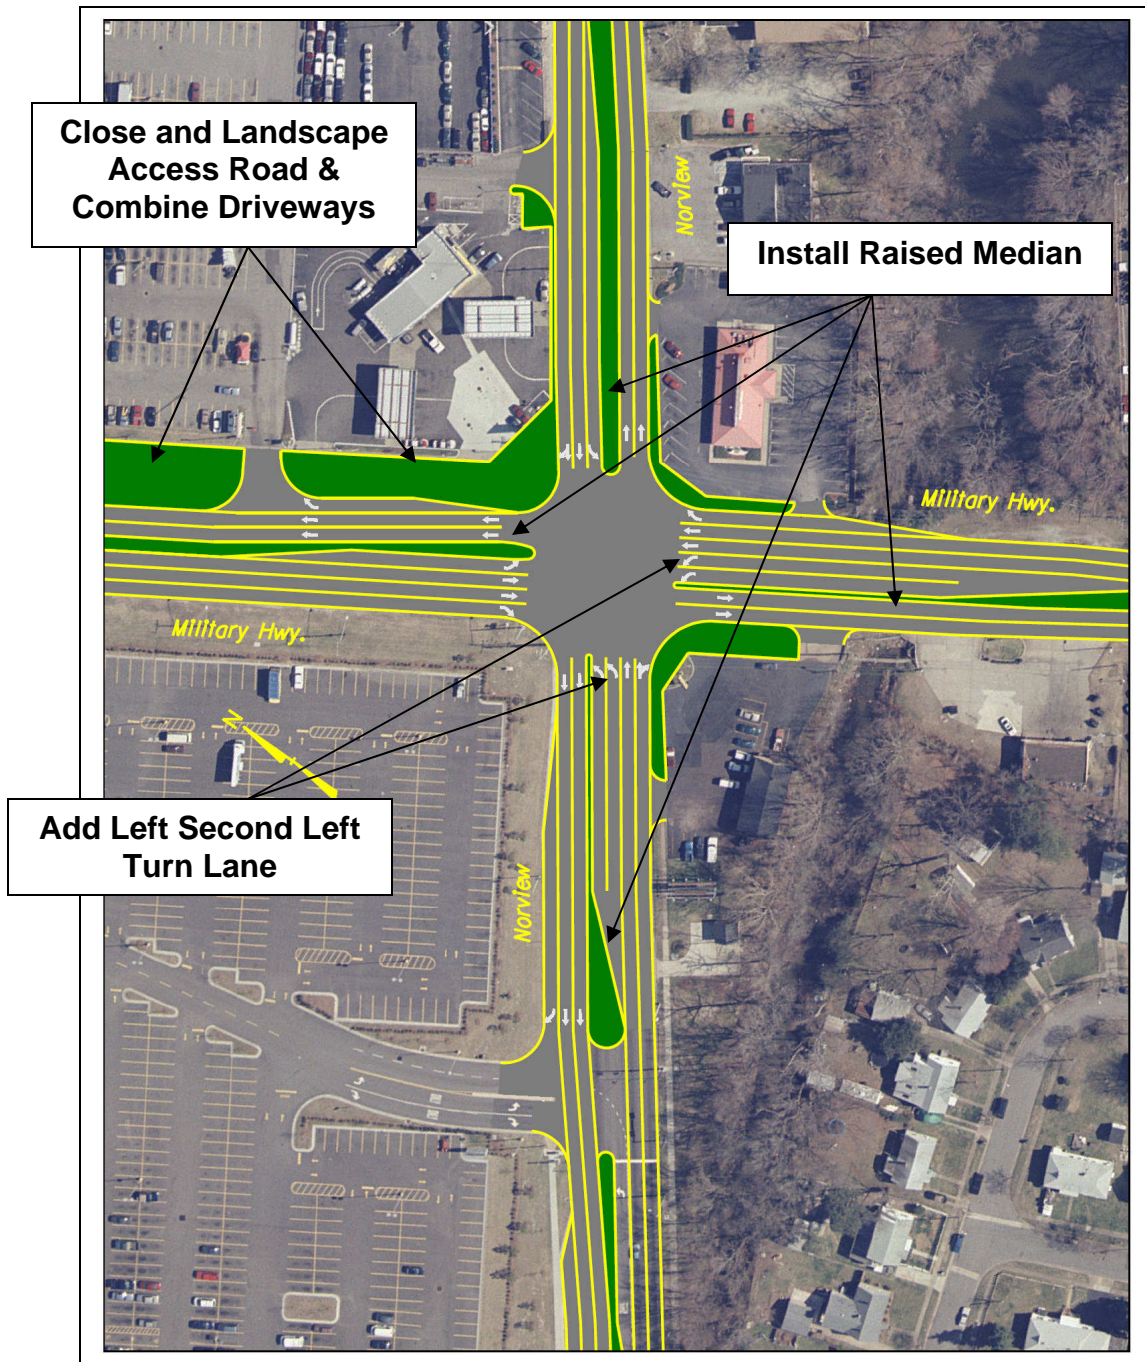 Close and Landscape
Access Road &
Combine Driveways
Norview
Install Raised Median
Military Hwy.
Military Hwy.
N
Add Left Second Left
Turn Lane
Norview